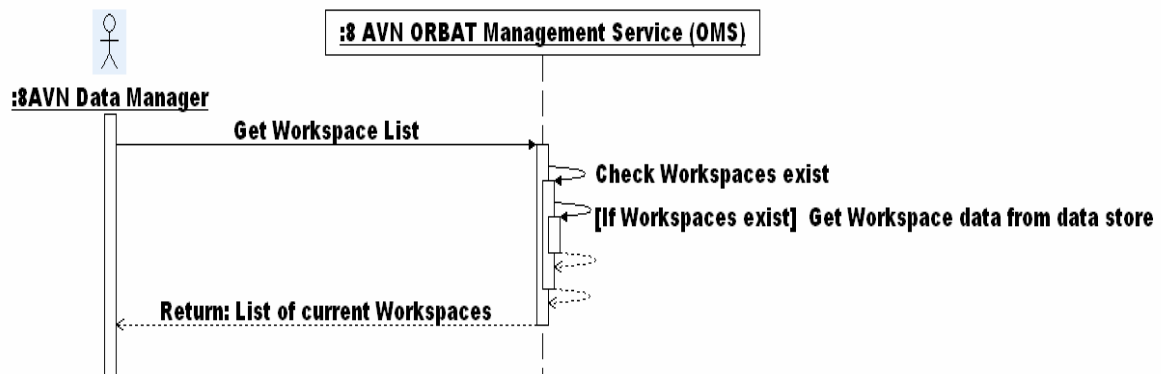 :8 AVN ORBAT Management Service (OMS)
:8AVN Data Manager
Get Workspace List
Check Workspaces exist
[If Workspaces exist] Get Workspace data from data store
Return: List of current Workspaces